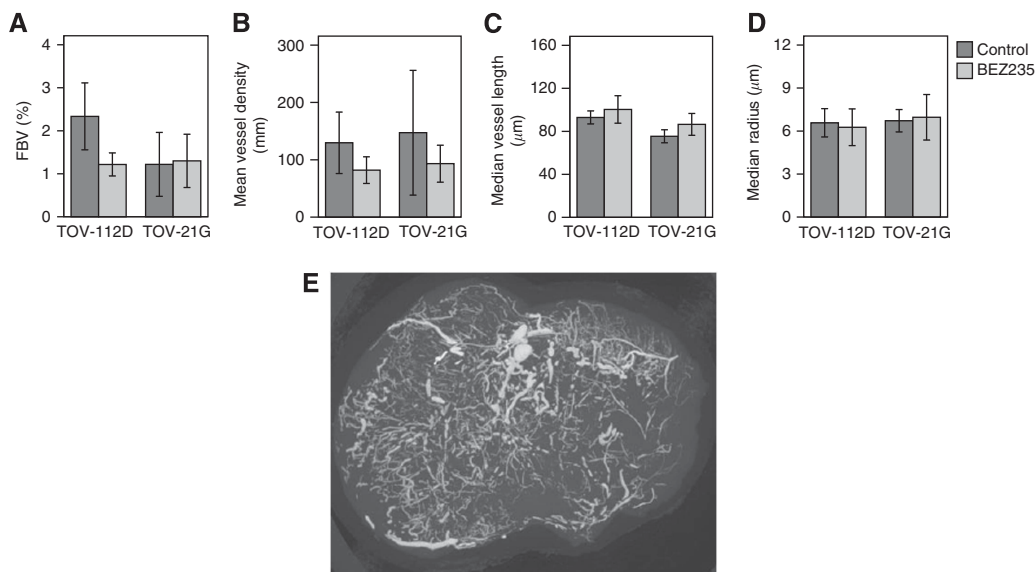 A
FBV (%)
4
3
2
1
0
TOV-112D TOV-21G
B
Mean vessel density
(mm)
300
200
100
0
TOV-112D TOV-21G
C
Median vessel length
(μm)
160
120
80
40
0
TOV-112D TOV-21G
D
Median radius (μm)
12
9
6
3
0
TOV-112D TOV-21G
Control
BEZ235
E